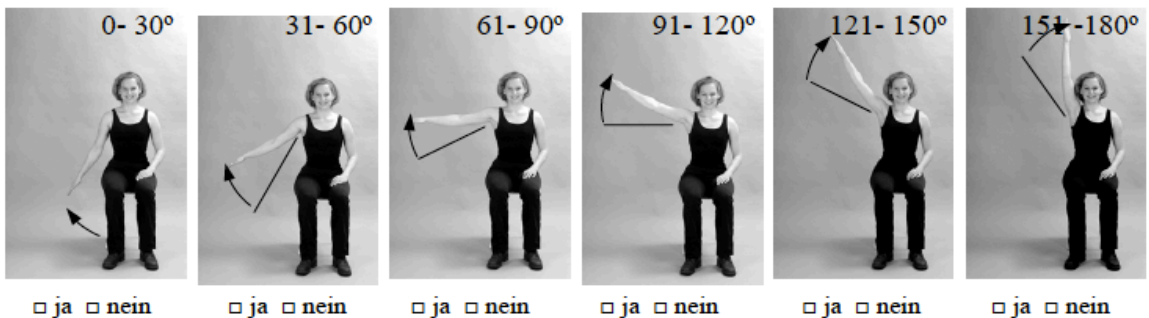 0- 30º 31- 60º 61- 90º 91- 120º 121- 150º 151 -180º
□ ja □ nein □ ja □ nein □ ja □ nein □ ja □ nein □ ja □ nein □ ja □ nein